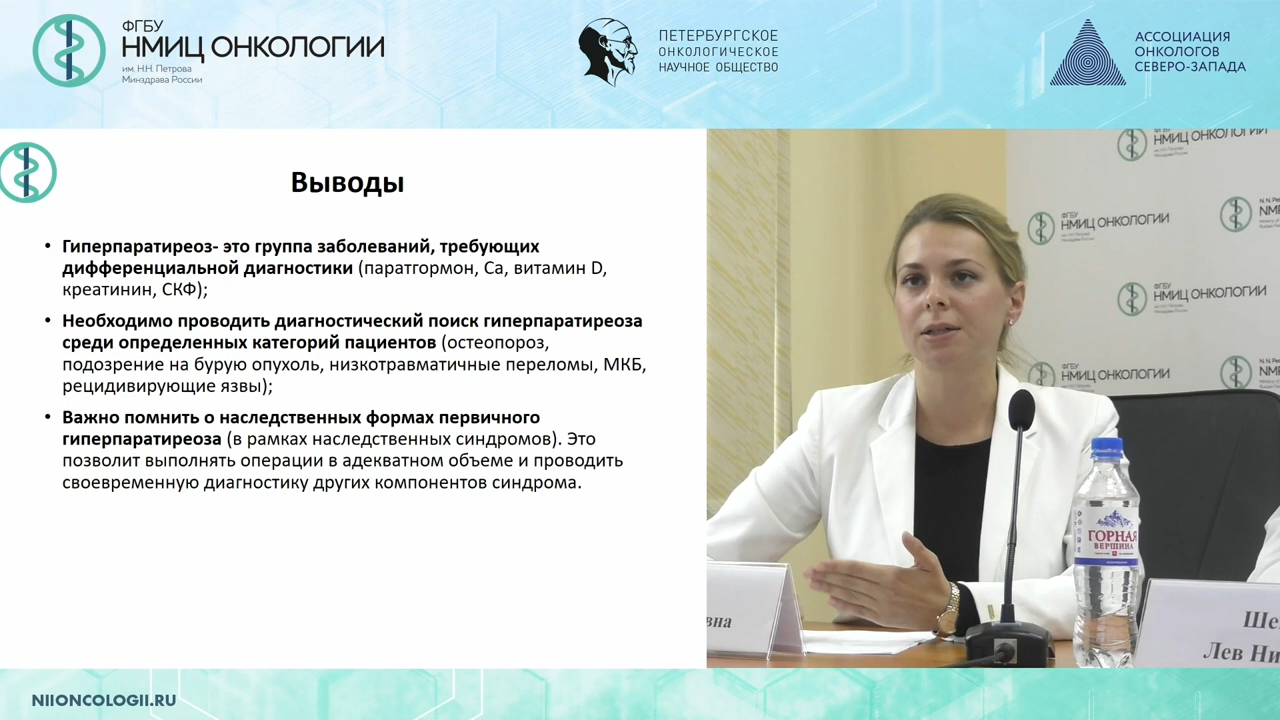 ФГБУ
НМИЦ ОНКОЛОГИИ
им. Н.Н. Петрова
Минздрава России
ПЕТЕРБУРГСКОЕ
ОНКОЛОГИЧЕСКОЕ
НАУЧНОЕ ОБЩЕСТВО
АССОЦИАЦИЯ
ОНКОЛОГОВ
СЕВЕРО-ЗАПАДА
Выводы
• Гиперпаратиреоз- это группа заболеваний, требующих
дифференциальной диагностики (паратгормон, Са, витамин D,
креатинин, СКФ);
• Необходимо проводить диагностический поиск гиперпаратиреоза
среди определенных категорий пациентов (остеопороз,
подозрение на бурую опухоль, низкотравматичные переломы, МКБ,
рецидивирующие язвы);
• Важно помнить о наследственных формах первичного
гиперпаратиреоза (в рамках наследственных синдромов). Это
позволит выполнять операции в адекватном объеме и проводить
своевременную диагностику других компонентов синдрома.
НМИЦ ОНКОЛОГИИ
ФГБУ
НМИЦ ОНКОЛОГИИ
ФГБУ
НМИЦ ОНКОЛОГИИ
ФГБУ
НМИЦ ОНКОЛОГИИ
ГОРНАЯ
ВЕРШИНА
вна
Ше
Лев Ни
NIIONCOLOGII.RU